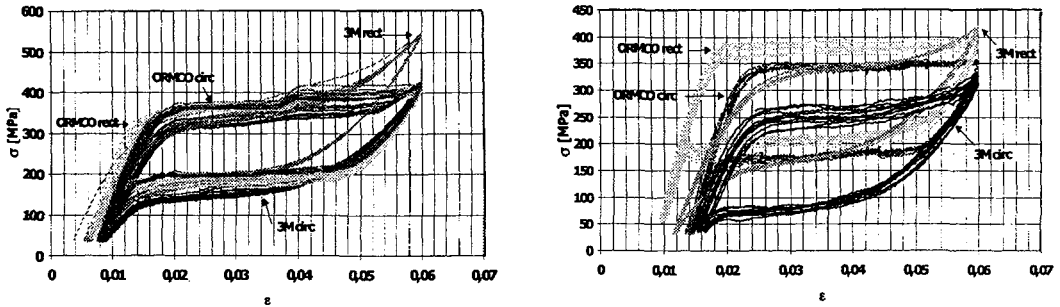 600
500
400
300
200
100
0
σ [MPa]
3M rect
ORMCO circ
ORMCO rect
3M circ
0 0,01 0,02 0,03 0,04 0,05 0,06 0,07
ε
450
400
350
300
250
200
150
100
50
0
σ [MPa]
ORMCO rect
3M rect
ORMCO circ
3M circ
0 0,01 0,02 0,03 0,04 0,05 0,06 0,07
ε